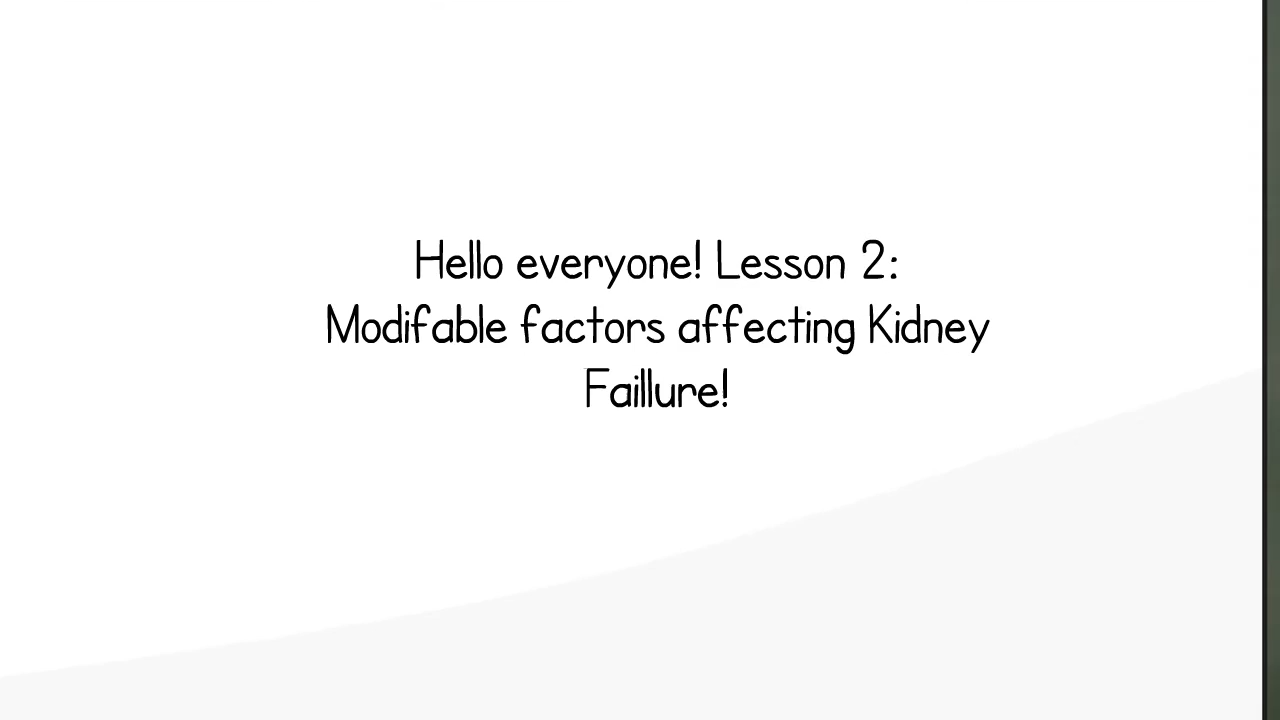 Hello everyone! Lesson 2:
Modifable factors affecting Kidney
Faillure!